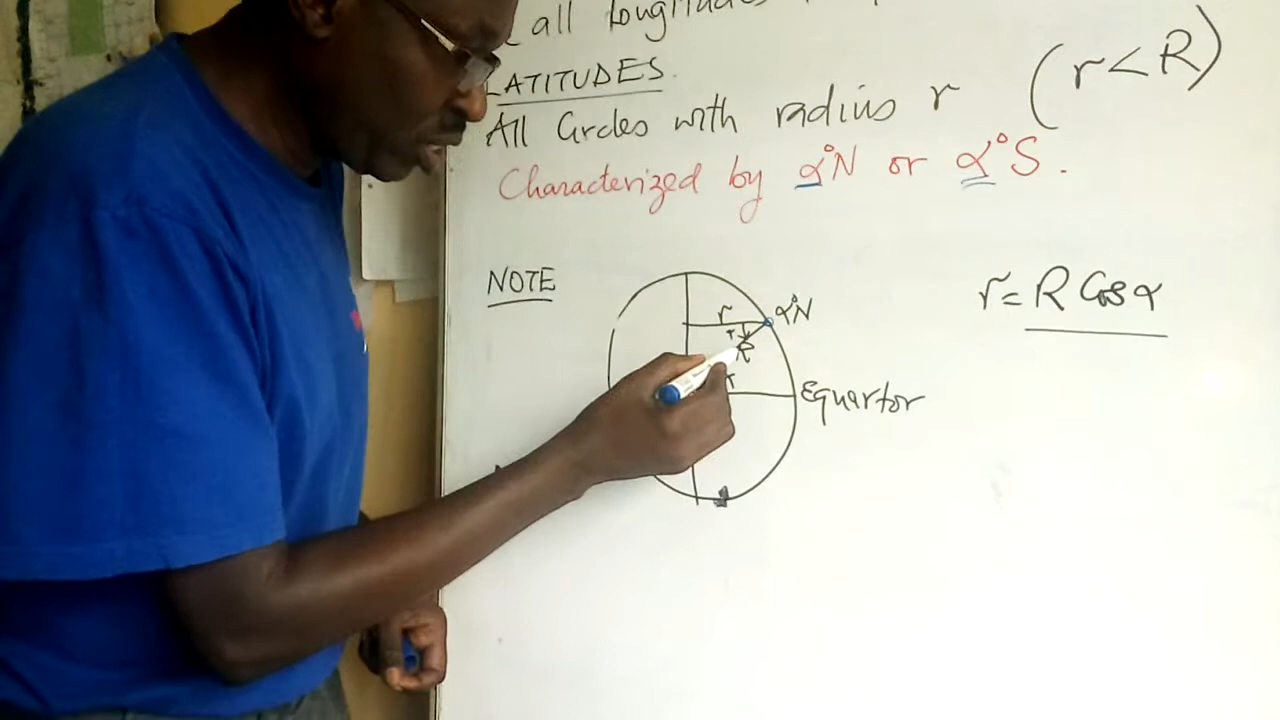 all Longitudes
LATITUDES.
All Circles with radius r (r < R)
Characterized by α°N or α°S.
NOTE
r = R Cos α
α°N
r
R
Equartor